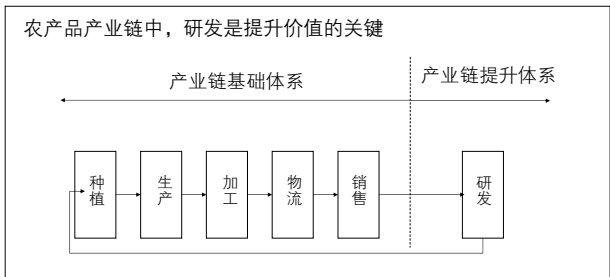 农产品产业链中，研发是提升价值的关键
产业链基础体系
产业链提升体系
种植
生产
加工
物流
销售
研发